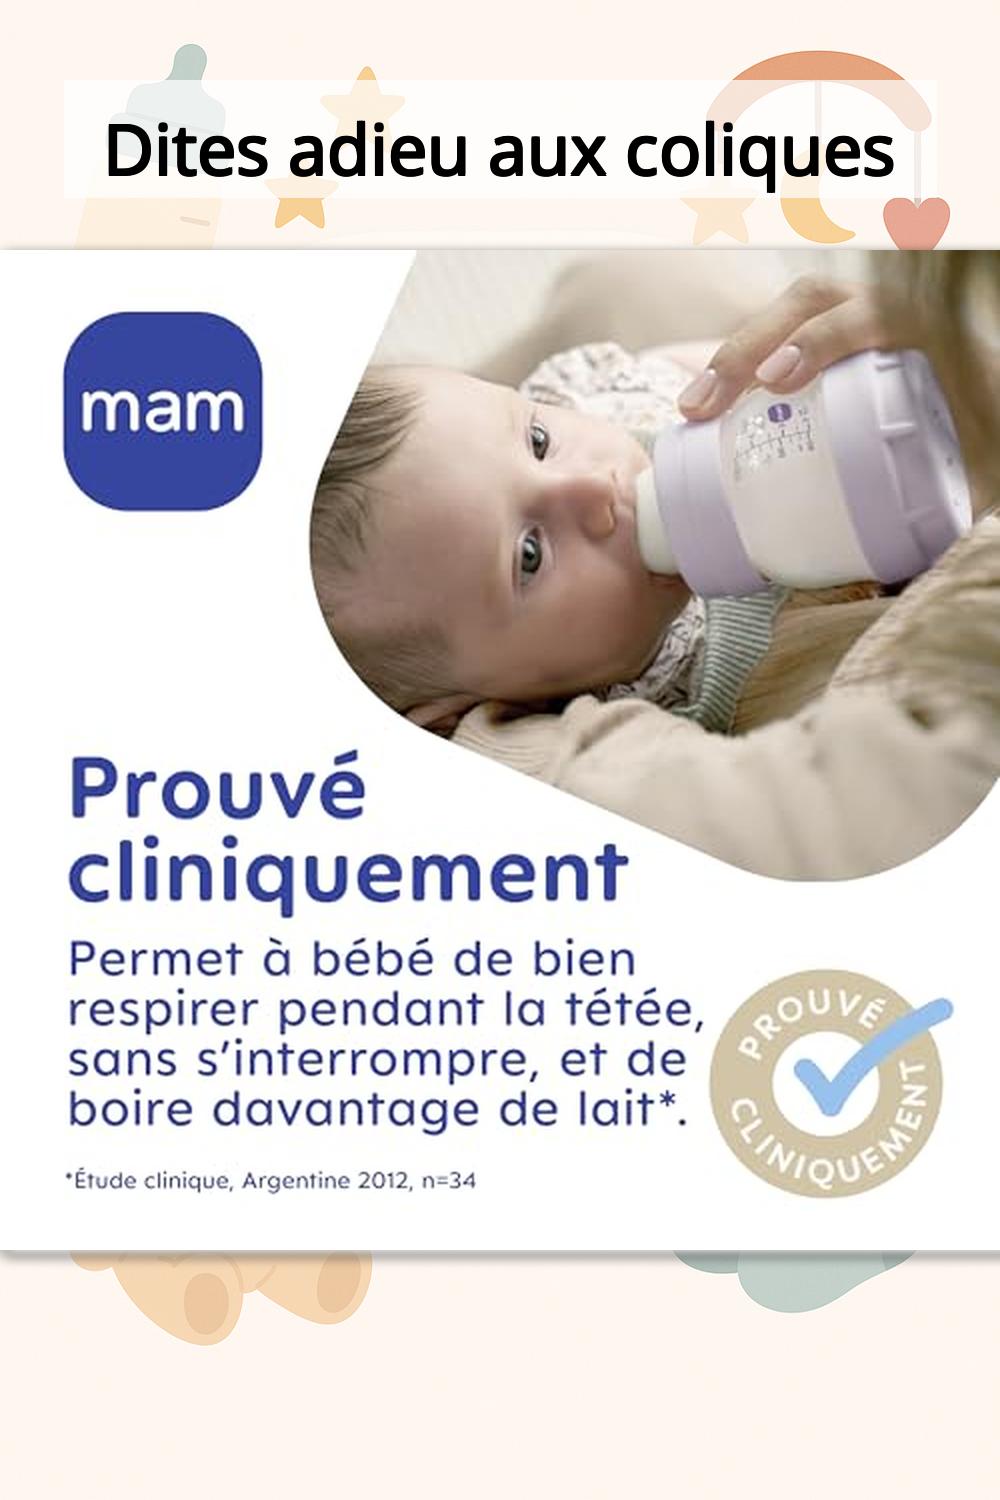 Dites adieu aux coliques
mam
Prouvé
cliniquement
Permet à bébé de bien
respirer pendant la tétée,
sans s'interrompre, et de
boire davantage de lait*.
PROUVÉ
CLINIQUEMENT
*Étude clinique, Argentine 2012, n=34